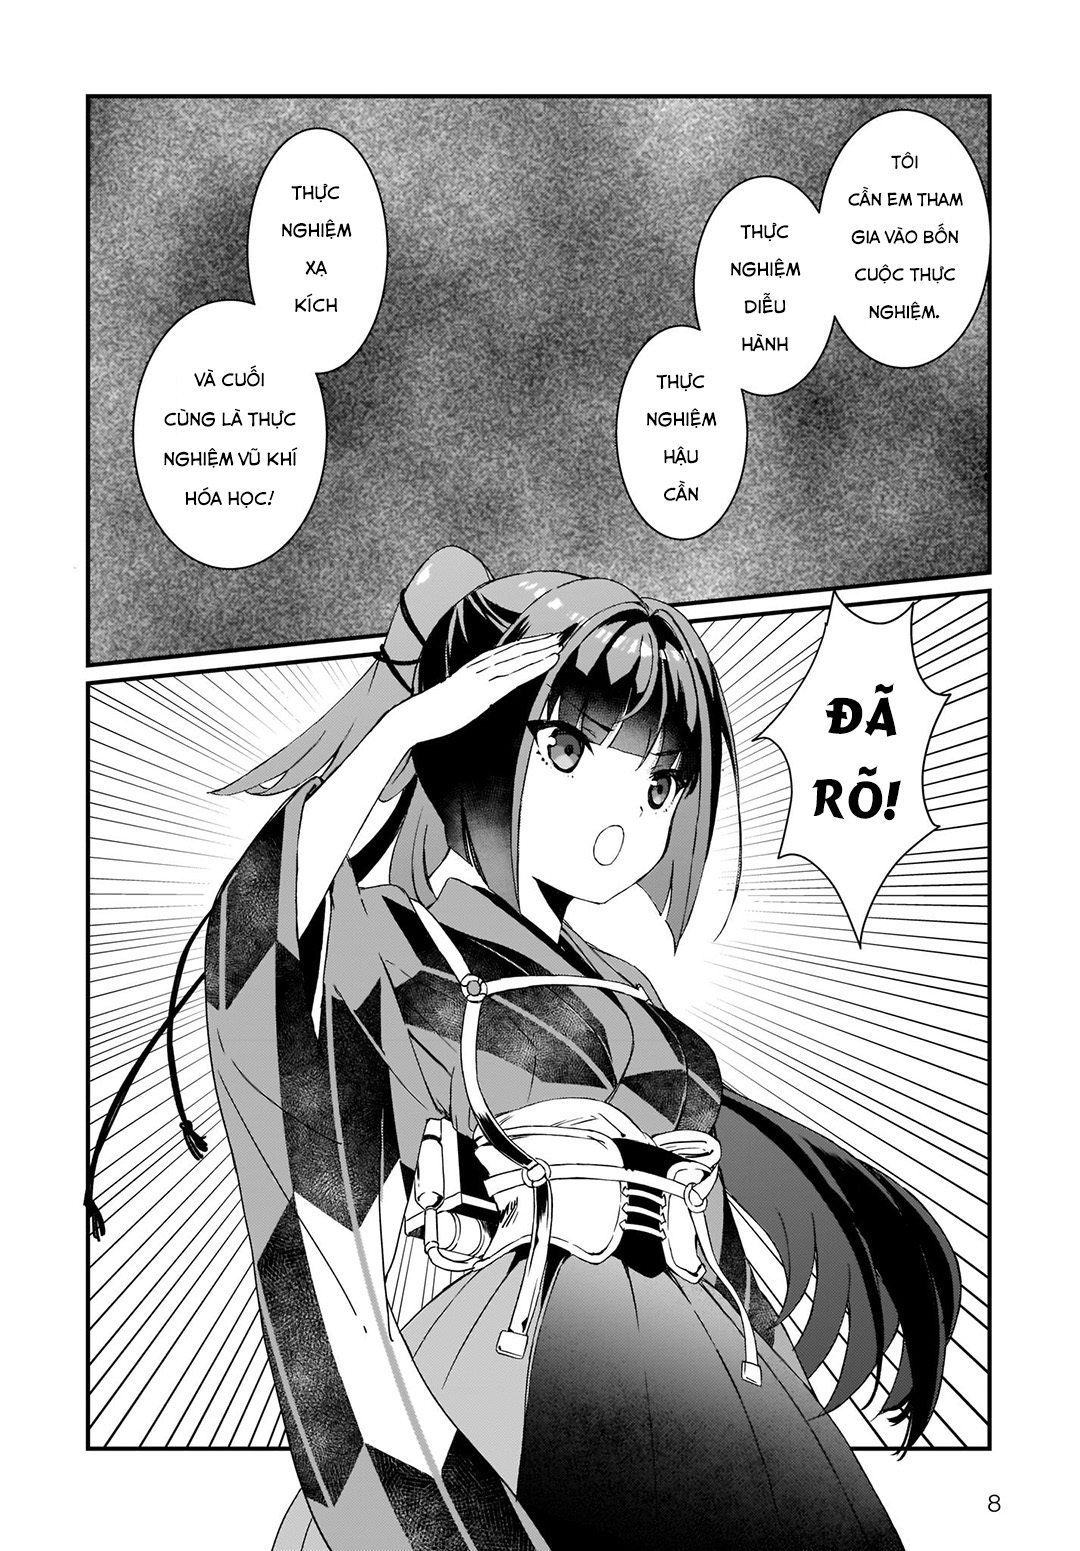 TÔI
CẦN EM THAM
GIA VÀO BỐN
CUỘC THỰC
NGHIỆM.
THỰC
NGHIỆM
DIỄU
HÀNH
THỰC
NGHIỆM
HẬU
CẦN
THỰC
NGHIỆM
XẠ
KÍCH
VÀ CUỐI
CÙNG LÀ THỰC
NGHIỆM VŨ KHÍ
HÓA HỌC!
ĐÃ
RÕ!
8